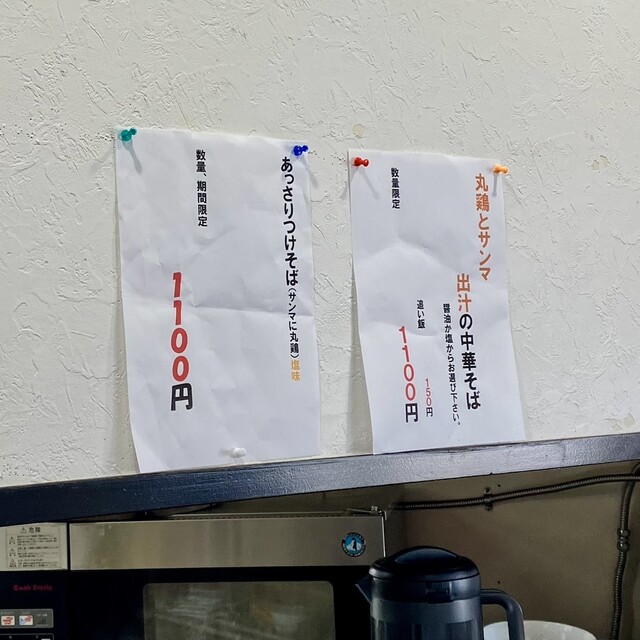 丸鶏とサンマ
出汁の中華そば
醤油か塩からお選び下さい。
150円
1100円
追い飯
数量限定
あっさりつけそば(サンマに丸鶏)塩味
1100円
数量、期間限定
危険